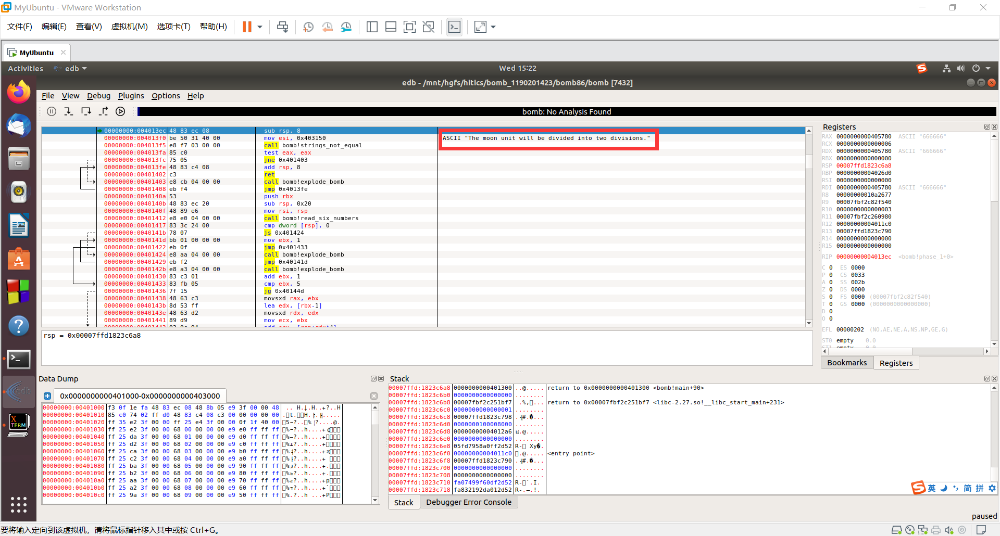 MyUbuntu - VMware Workstation
文件(F) 编辑(E) 查看(V) 虚拟机(M) 选项卡(T) 帮助(H)
MyUbuntu
Activities edb Wed 15:22
edb - /mnt/hgfs/hitics/bomb_1190201423/bomb86/bomb [7432]
File View Debug Plugins Options Help
bomb: No Analysis Found
00000000:004013ec 48 83 ec 08 sub rsp, 8
00000000:004013f0 be 50 31 40 00 mov esi, 0x403150 ASCII "The moon unit will be divided into two divisions."
00000000:004013f5 e8 f7 03 00 00 call bomb!strings_not_equal
00000000:004013fa 85 c0 test eax, eax
00000000:004013fc 75 05 jne 0x401403
00000000:004013fe 48 83 c4 08 add rsp, 8
00000000:00401402 c3 ret
00000000:00401403 e8 cb 04 00 00 call bomb!explode_bomb
00000000:00401408 eb f4 jmp 0x4013fe
00000000:0040140a 53 push rbx
00000000:0040140b 48 83 ec 20 sub rsp, 0x20
00000000:0040140f 48 89 e6 mov rsi, rsp
00000000:00401412 e8 e0 04 00 00 call bomb!read_six_numbers
00000000:00401417 83 3c 24 00 cmp dword [rsp], 0
00000000:0040141b 78 07 js 0x401424
00000000:0040141d bb 01 00 00 00 mov ebx, 1
00000000:00401422 eb 0f jmp 0x401433
00000000:00401424 e8 aa 04 00 00 call bomb!explode_bomb
00000000:00401429 eb f2 jmp 0x40141d
00000000:0040142b e8 a3 04 00 00 call bomb!explode_bomb
00000000:00401430 83 c3 01 add ebx, 1
00000000:00401433 83 fb 05 cmp ebx, 5
00000000:00401436 7f 15 jg 0x40144d
00000000:00401438 48 63 c3 movsxd rax, ebx
00000000:0040143b 8d 53 ff lea edx, [rbx-1]
00000000:0040143e 48 63 d2 movsxd rdx, edx
00000000:00401441 89 d9 mov ecx, ebx
rsp = 0x00007ffd1823c6a8
Registers
RAX 0000000000405780 ASCII "666666"
RCX 0000000000000006
RDX 0000000000405780 ASCII "666666"
RBX 0000000000000000
RSP 00007ffd1823c6a8
RBP 00000000004026d0
RSI 0000000000000000
RDI 0000000000405780 ASCII "666666"
R8 00000000010a2677
R9 00007fbf2c82f540
R10 0000000000000003
R11 00007fbf2c260980
R12 00000000004011c0
R13 00007ffd1823c790
R14 0000000000000000
R15 0000000000000000
RIP 00000000004013ec <bomb!phase_1+0>
C 0 ES 0000
P 0 CS 0033
A 0 SS 002b
Z 0 DS 0000
S 0 FS 0000 (00007fbf2c82f540)
T 0 GS 0000 (0000000000000000)
D 0
O 0
EFL 00000202 (NO,AE,NE,A,NS,NP,GE,G)
ST0 empty 0.0
Bookmarks Registers
Data Dump
0x0000000000401000-0x0000000000403000
00000000:00401000 f3 0f 1e fa 48 83 ec 08 48 8b 05 e9 3f 00 00 48
00000000:00401010 85 c0 74 02 ff d0 48 83 c4 08 c3 00 00 00 00 00
00000000:00401020 ff 35 e2 3f 00 00 ff 25 e4 3f 00 00 0f 1f 40 00
00000000:00401030 ff 25 e2 3f 00 00 68 00 00 00 00 e9 e0 ff ff ff
00000000:00401040 ff 25 da 3f 00 00 68 01 00 00 00 e9 d0 ff ff ff
00000000:00401050 ff 25 d2 3f 00 00 68 02 00 00 00 e9 c0 ff ff ff
00000000:00401060 ff 25 ca 3f 00 00 68 03 00 00 00 e9 b0 ff ff ff
00000000:00401070 ff 25 c2 3f 00 00 68 04 00 00 00 e9 a0 ff ff ff
00000000:00401080 ff 25 ba 3f 00 00 68 05 00 00 00 e9 90 ff ff ff
00000000:00401090 ff 25 b2 3f 00 00 68 06 00 00 00 e9 80 ff ff ff
00000000:004010a0 ff 25 aa 3f 00 00 68 07 00 00 00 e9 70 ff ff ff
00000000:004010b0 ff 25 a2 3f 00 00 68 08 00 00 00 e9 60 ff ff ff
00000000:004010c0 ff 25 9a 3f 00 00 68 09 00 00 00 e9 50 ff ff ff
Stack
00007ffd:1823c6a8 0000000000401300 ..@..... return to 0x0000000000401300 <bomb!main+90>
00007ffd:1823c6b0 0000000000000000 ........
00007ffd:1823c6b8 00007fbf2c251bf7 return to 0x00007fbf2c251bf7 <libc-2.27.so!__libc_start_main+231>
00007ffd:1823c6c0 0000000000000001 ........
00007ffd:1823c6c8 00007ffd1823c798
00007ffd:1823c6d0 0000000100008000 ........
00007ffd:1823c6d8 00000000004012a6
00007ffd:1823c6e0 0000000000000000 ........
00007ffd:1823c6e8 05fd7958a0ff2d52
00007ffd:1823c6f0 00000000004011c0 <entry point>
00007ffd:1823c6f8 00007ffd1823c790
00007ffd:1823c700 0000000000000000 ........
00007ffd:1823c708 0000000000000000 ........
00007ffd:1823c710 fa07499f60df2d52
00007ffd:1823c718 fa832192da012d52
Stack Debugger Error Console
英 简 拼
paused
要将输入定向到该虚拟机，请将鼠标指针移入其中或按 Ctrl+G。